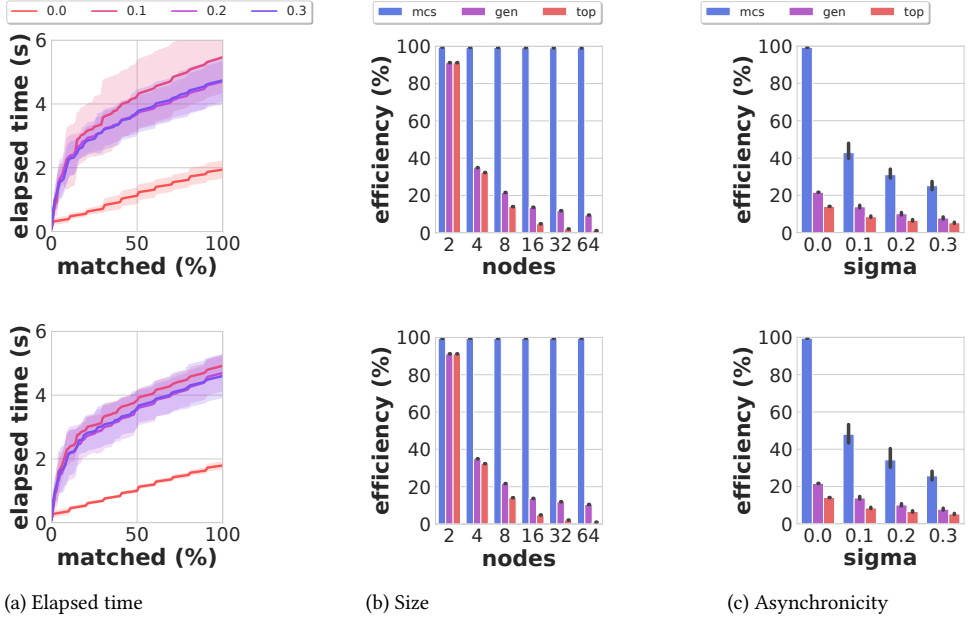 0.0 0.1 0.2 0.3
mcs gen top
mcs gen top
elapsed time (s)
6
4
2
0
0 50 100
matched (%)
efficiency (%)
100
80
60
40
20
0
2 4 8 16 32 64
nodes
efficiency (%)
100
80
60
40
20
0
0.0 0.1 0.2 0.3
sigma
elapsed time (s)
6
4
2
0
0 50 100
matched (%)
efficiency (%)
100
80
60
40
20
0
2 4 8 16 32 64
nodes
efficiency (%)
100
80
60
40
20
0
0.0 0.1 0.2 0.3
sigma
(a) Elapsed time
(b) Size
(c) Asynchronicity